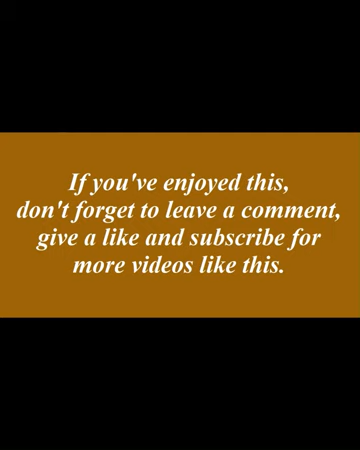 If you've enjoyed this,
don't forget to leave a comment,
give a like and subscribe for
more videos like this.